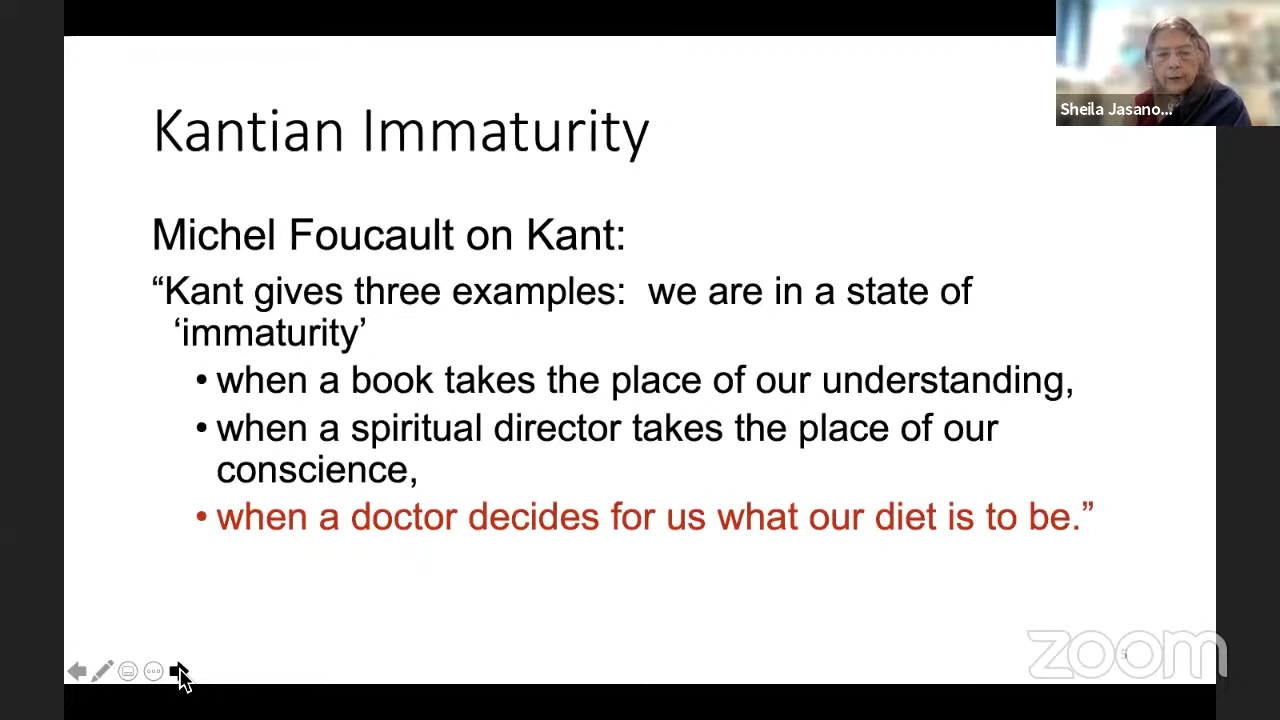 Sheila Jasano...
Kantian Immaturity
Michel Foucault on Kant:
“Kant gives three examples:  we are in a state of
‘immaturity’
• when a book takes the place of our understanding,
• when a spiritual director takes the place of our
conscience,
• when a doctor decides for us what our diet is to be.”
zoom
5